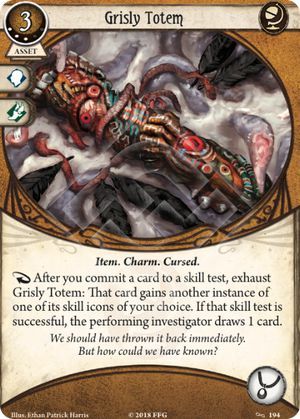 3
Grisly Totem
ASSET
Item. Charm. Cursed.
After you commit a card to a skill test, exhaust
Grisly Totem: That card gains another instance of
one of its skill icons of your choice. If that skill test is
successful, the performing investigator draws 1 card.
We should have thrown it back immediately.
But how could we have known?
Illus. Ethan Patrick Harris
© 2018 FFG
194